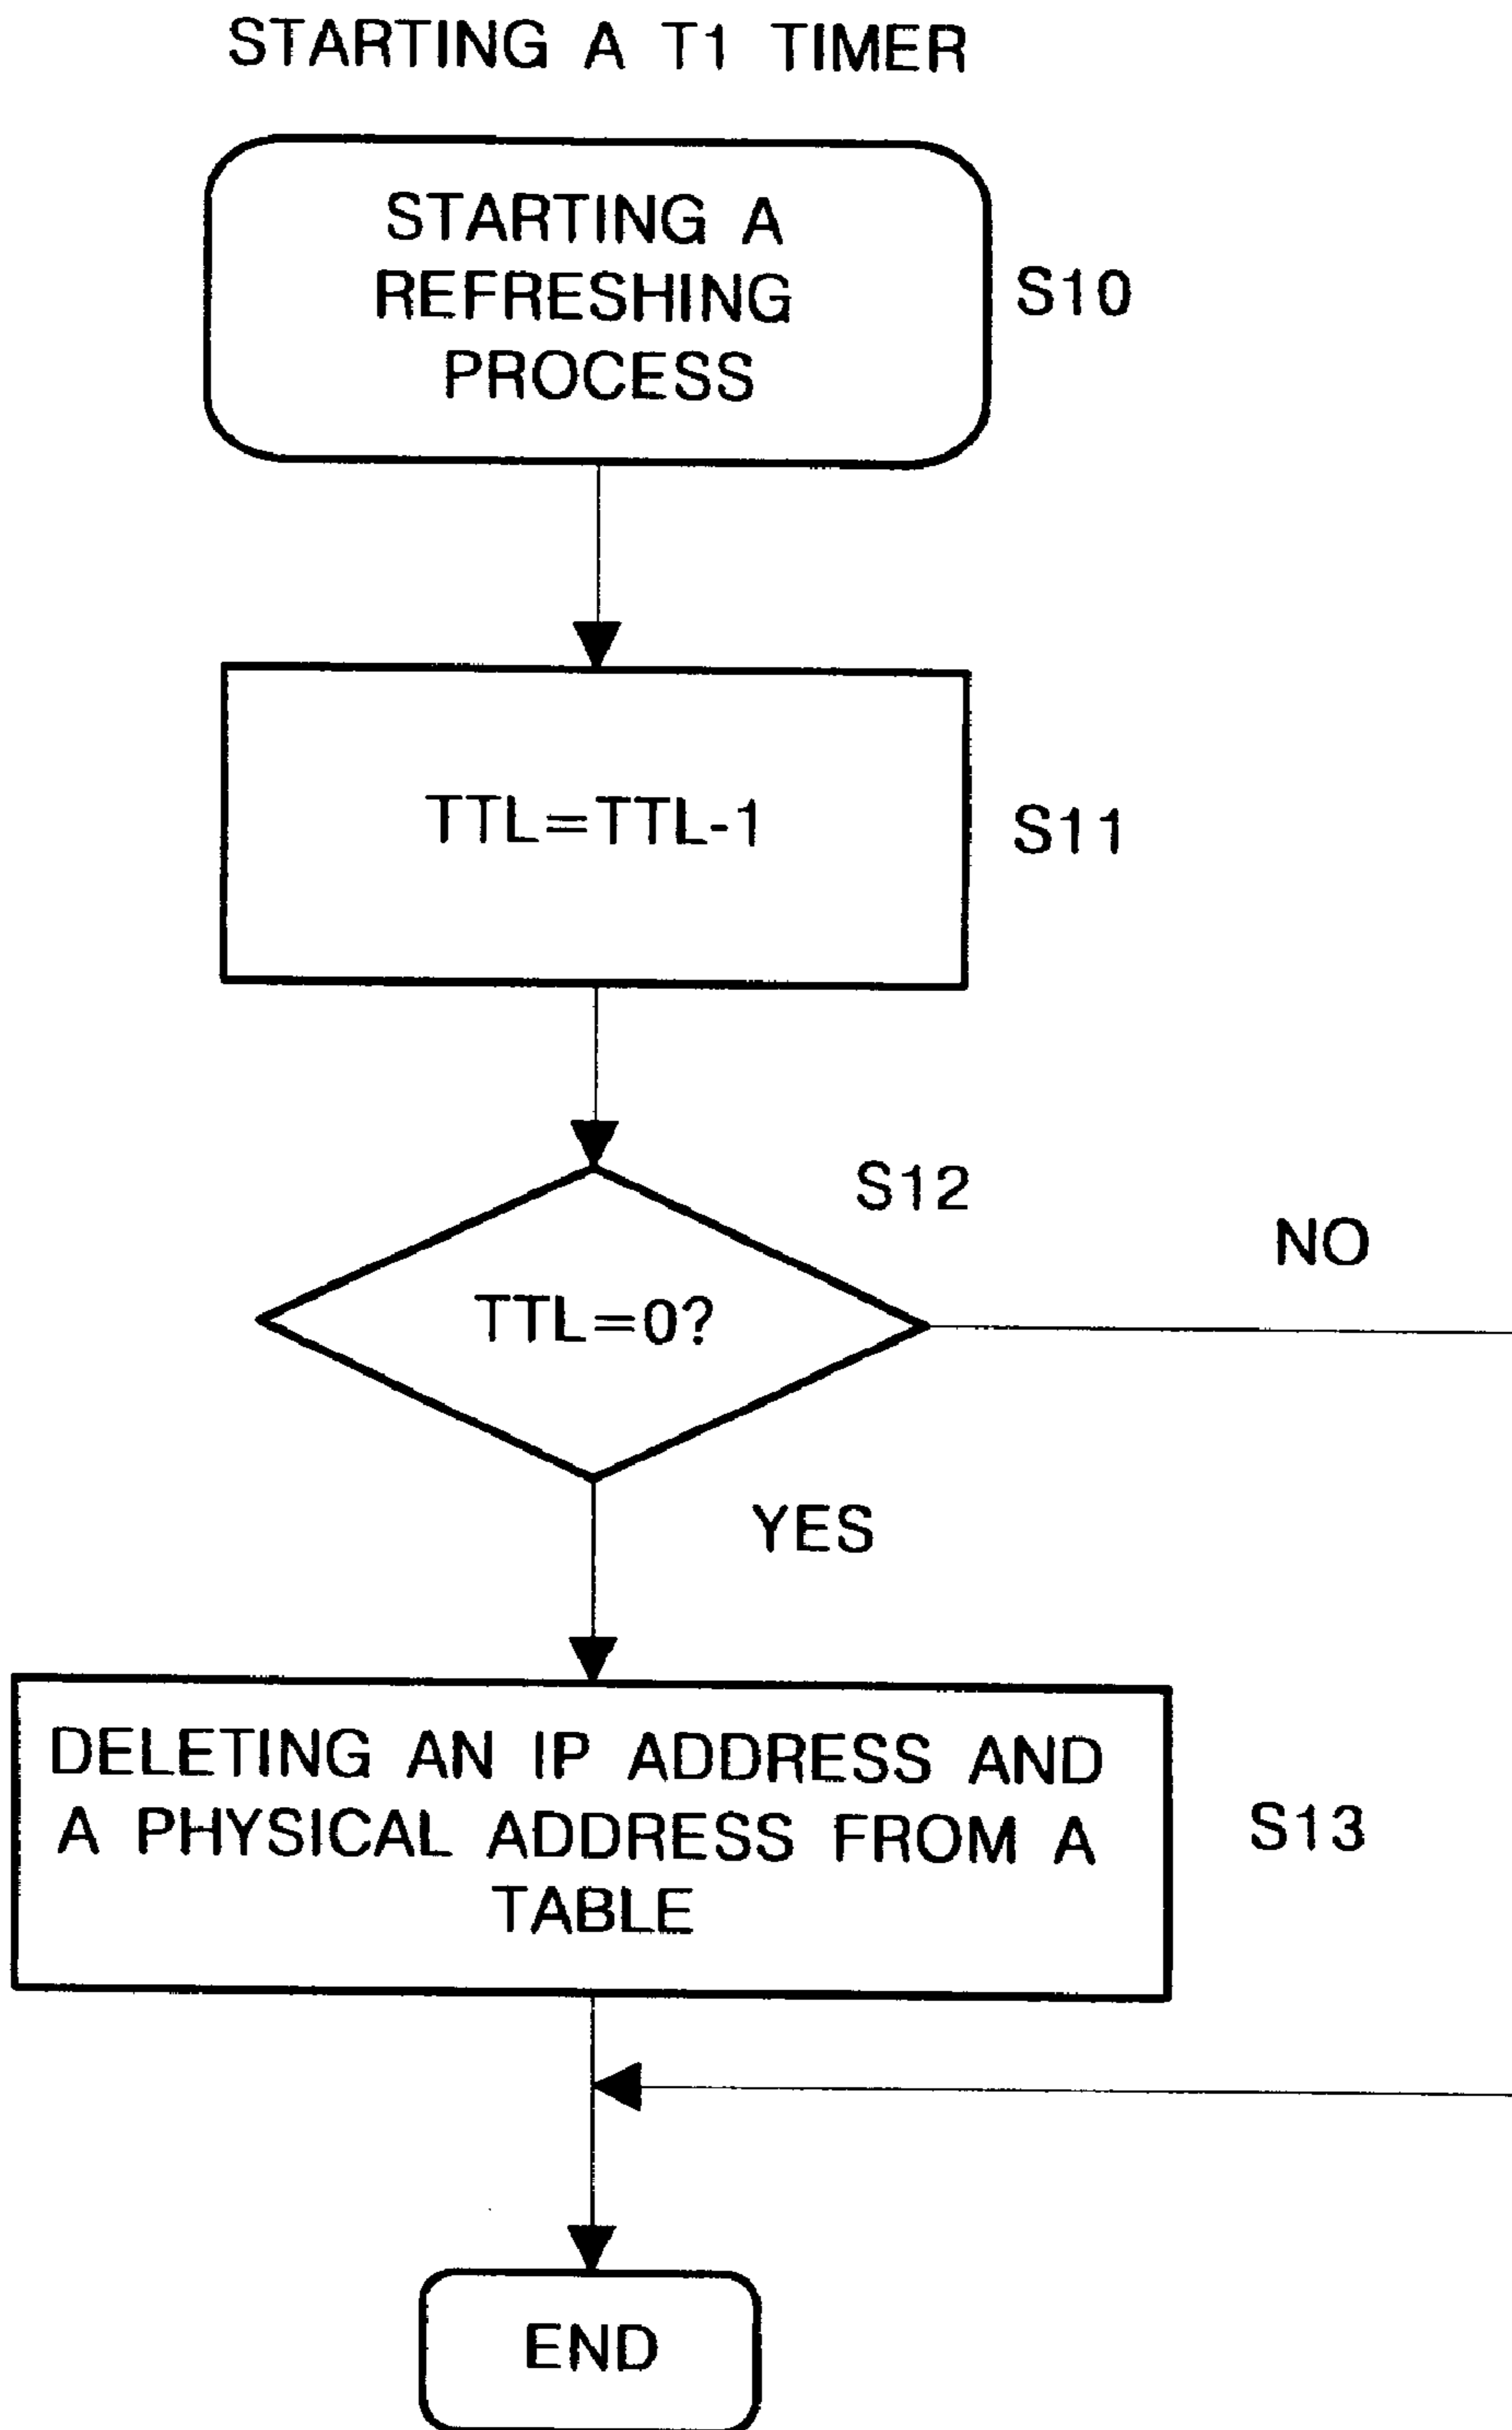 STARTING A T1 TIMER
STARTING A
REFRESHING
PROCESS
S10
TTL=TTL-1
S11
S12
NO
TTL=0?
YES
DELETING AN IP ADDRESS AND
A PHYSICAL ADDRESS FROM A
TABLE
S13
END